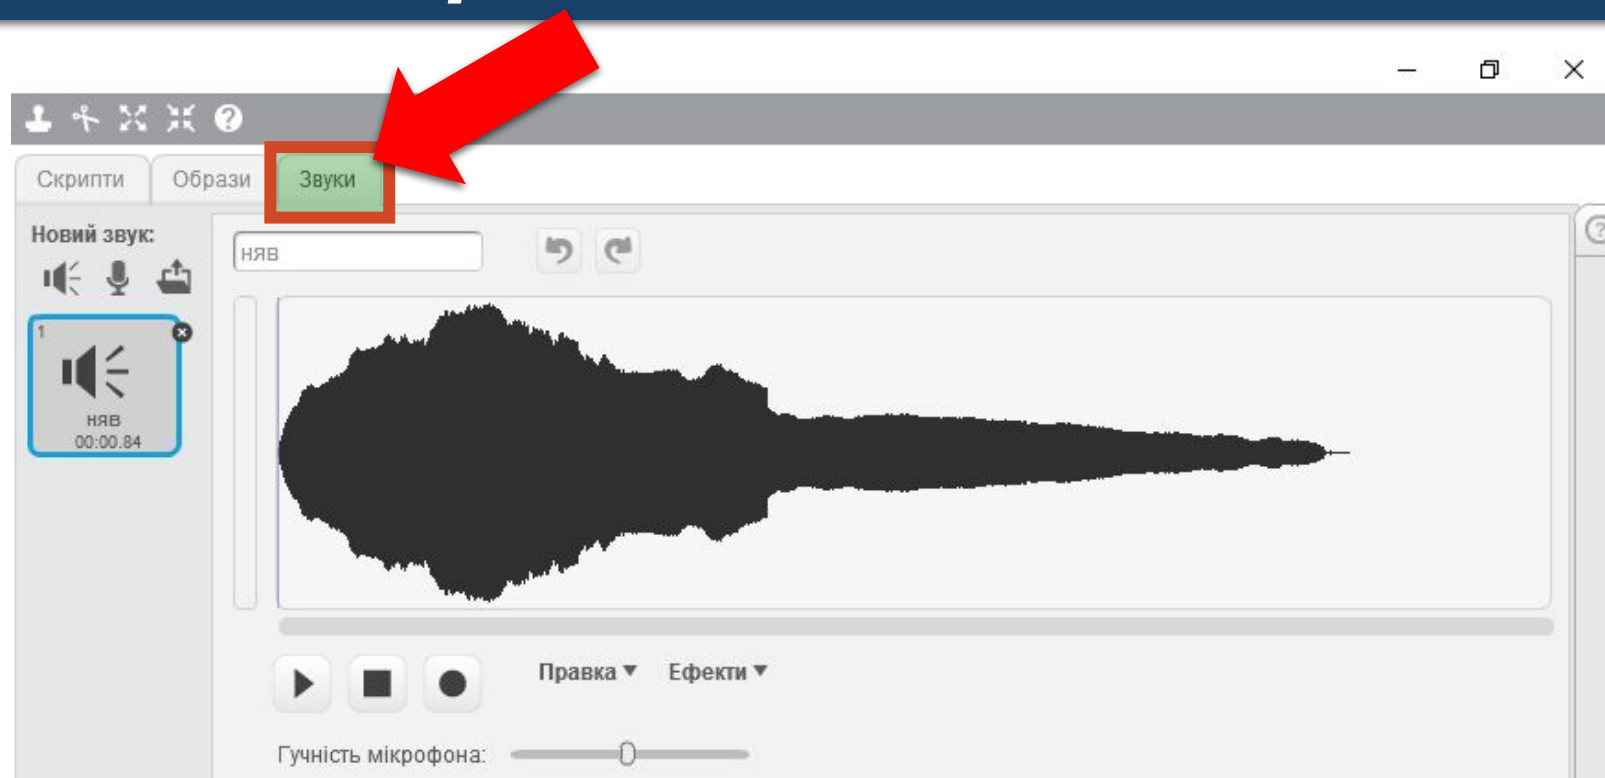 Скрипти Образи Звуки
Новий звук:
няв
1
няв
00:00.84
Правка Ефекти
Гучність мікрофона: